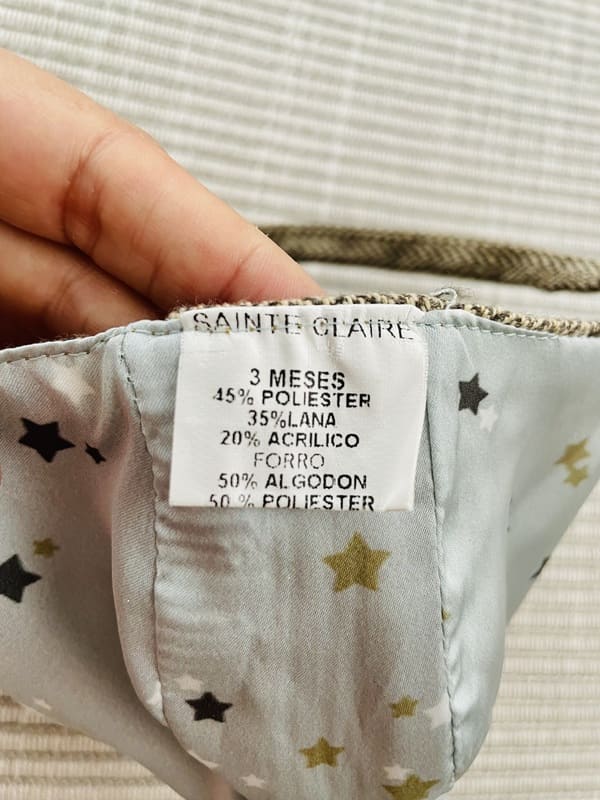 SAINTE CLAIRE
3 MESES
45% POLIESTER
35%LANA
20% ACRILICO
FORRO
50% ALGODON
50 % POLIESTER